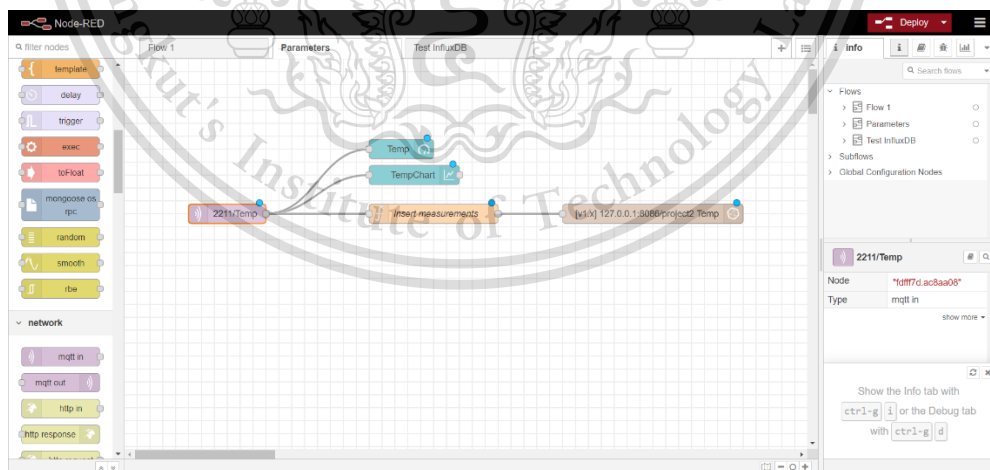 Node-RED
Deploy
filter nodes
Flow 1
Parameters
Test InfluxDB
info
Search flows
template
delay
trigger
exec
toFloat
mongoose os
rpc
random
smooth
rbe
network
mqtt in
mqtt out
http in
http response
Temp
TempChart
2211/Temp
Insert measurements
[v1.x] 127.0.0.1:8086/project2 Temp
Flows
Flow 1
Parameters
Test InfluxDB
Subflows
Global Configuration Nodes
2211/Temp
Node
"fdfff7d.ac8aa08"
Type
mqtt in
show more
Show the Info tab with
ctrl-g i or the Debug tab
with ctrl-g d
Institute of Technology